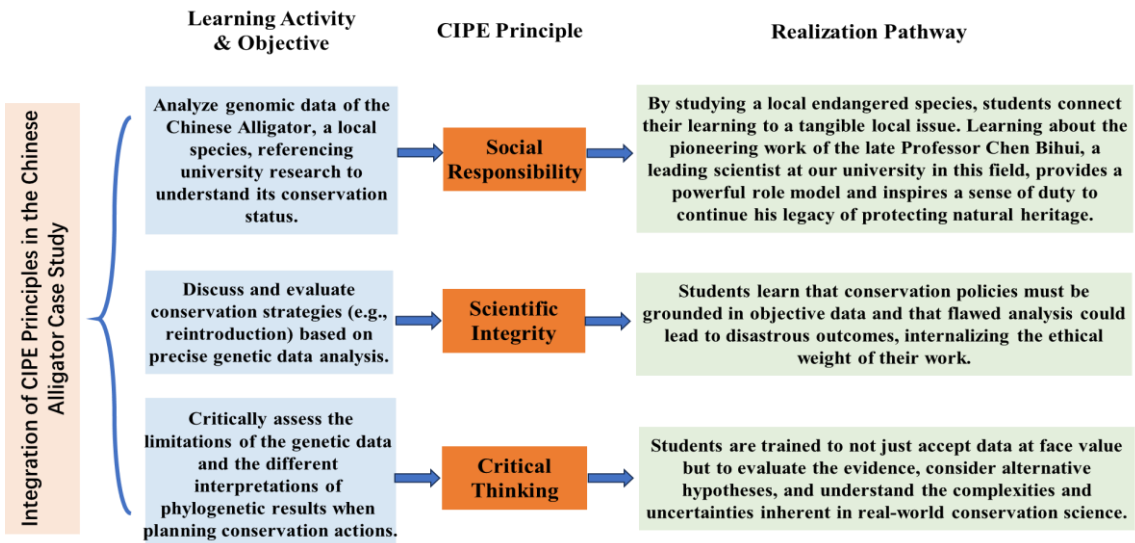 Learning Activity
& Objective
CIPE Principle
Realization Pathway
Integration of CIPE Principles in the Chinese
Alligator Case Study
Analyze genomic data of the
Chinese Alligator, a local
species, referencing
university research to
understand its conservation
status.
Social
Responsibility
By studying a local endangered species, students connect
their learning to a tangible local issue. Learning about the
pioneering work of the late Professor Chen Bihui, a
leading scientist at our university in this field, provides a
powerful role model and inspires a sense of duty to
continue his legacy of protecting natural heritage.
Discuss and evaluate
conservation strategies (e.g.,
reintroduction) based on
precise genetic data analysis.
Scientific
Integrity
Students learn that conservation policies must be
grounded in objective data and that flawed analysis could
lead to disastrous outcomes, internalizing the ethical
weight of their work.
Critically assess the
limitations of the genetic data
and the different
interpretations of
phylogenetic results when
planning conservation actions.
Critical
Thinking
Students are trained to not just accept data at face value
but to evaluate the evidence, consider alternative
hypotheses, and understand the complexities and
uncertainties inherent in real-world conservation science.